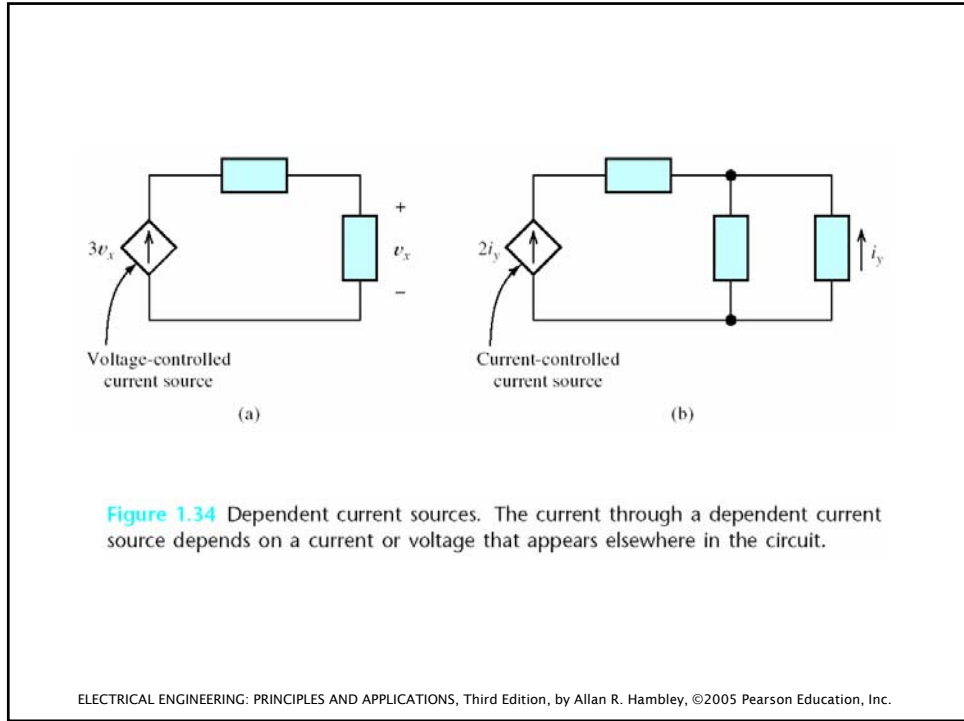 +
3vₓ
vₓ
−
Voltage-controlled
current source
(a)
2i_y
i_y
Current-controlled
current source
(b)
Figure 1.34 Dependent current sources. The current through a dependent current
source depends on a current or voltage that appears elsewhere in the circuit.
ELECTRICAL ENGINEERING: PRINCIPLES AND APPLICATIONS, Third Edition, by Allan R. Hambley, ©2005 Pearson Education, Inc.